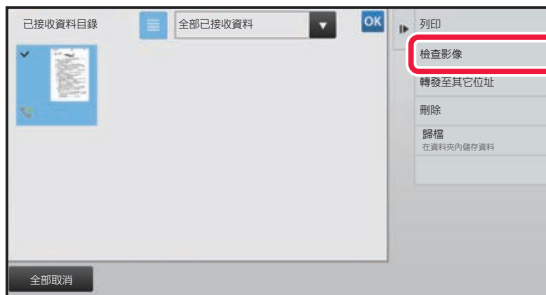 已接收資料目錄
全部已接收資料
OK
列印
檢查影像
轉發至其它位址
刪除
歸檔
在資料夾內儲存資料
全部取消